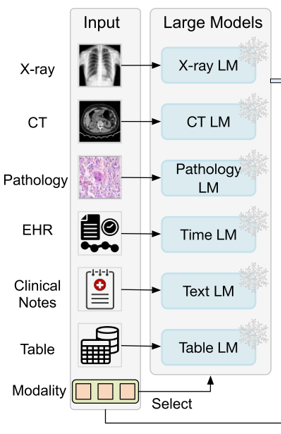 Input
Large Models
X-ray
X-ray LM
CT
CT LM
Pathology
Pathology
LM
EHR
Time LM
Clinical
Notes
Text LM
Table
Table LM
Modality
Select